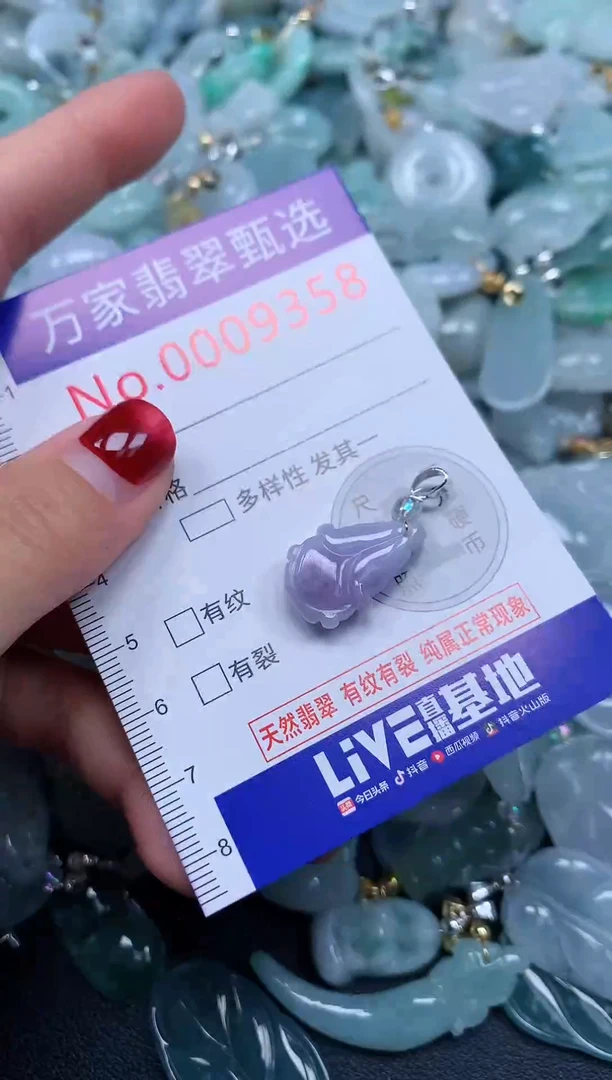 万家翡翠甄选
No.0009358
格
多样性 发其一
尺
硬
币
有纹
有裂
天然翡翠 有纹有裂 纯属正常现象
LiVE直播基地
今日头条 抖音 西瓜视频 抖音火山版
1
4
5
6
7
8